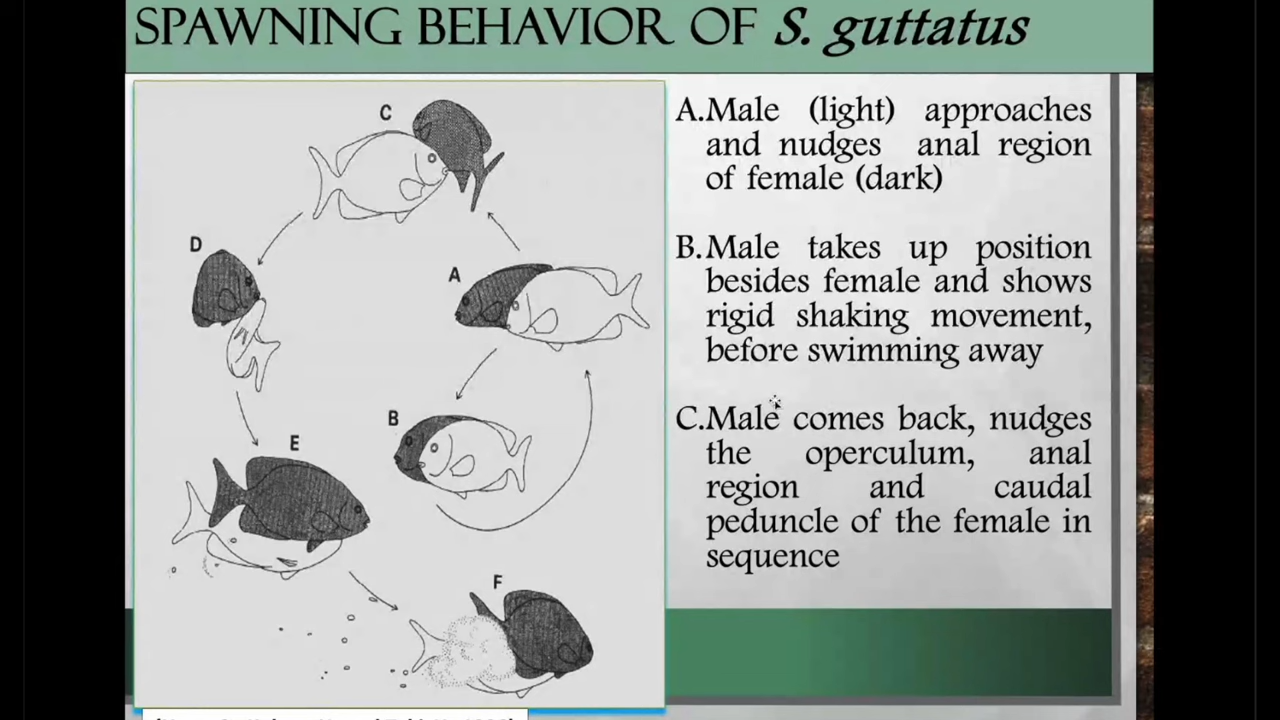 SPAWNING BEHAVIOR OF S. guttatus
A.Male (light) approaches
and nudges anal region
of female (dark)
B.Male takes up position
besides female and shows
rigid shaking movement,
before swimming away
C.Male comes back, nudges
the operculum, anal
region and caudal
peduncle of the female in
sequence
C
D
A
B
E
F